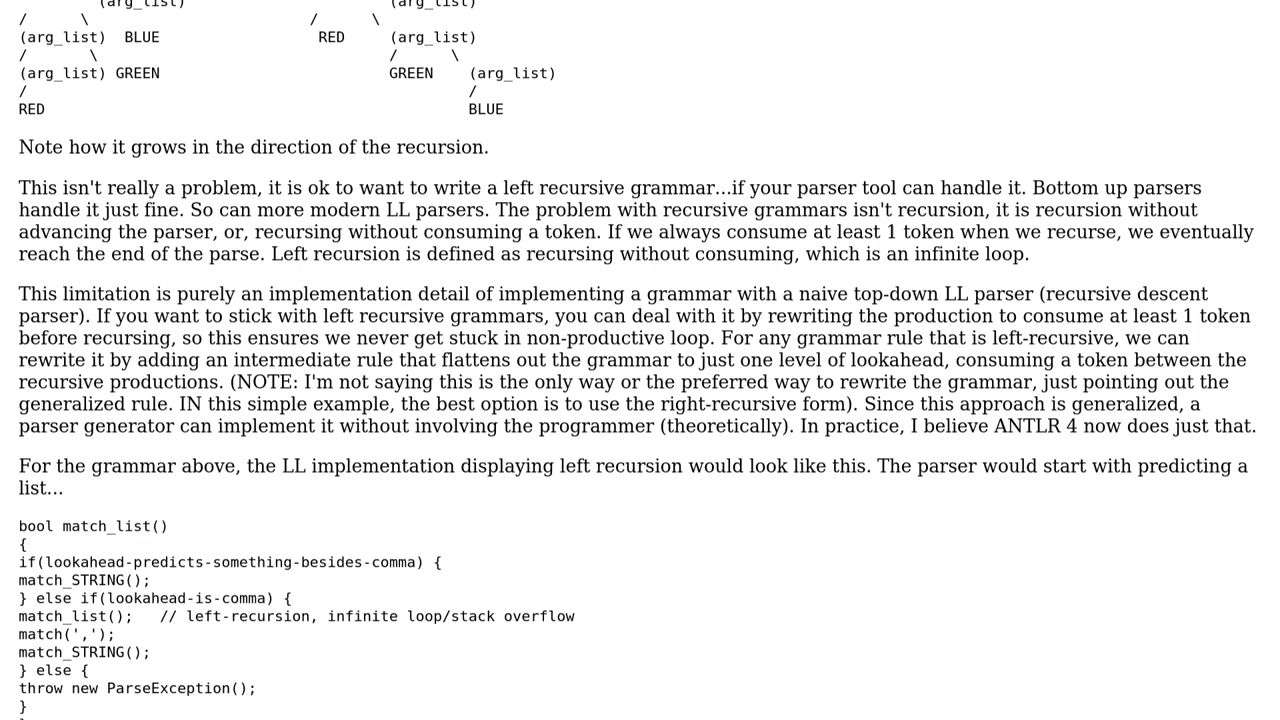 (arg_list) (arg_list)
/ \ / \
(arg_list) BLUE RED (arg_list)
/ \ / \
(arg_list) GREEN GREEN (arg_list)
/ /
RED BLUE
Note how it grows in the direction of the recursion.
This isn't really a problem, it is ok to want to write a left recursive grammar...if your parser tool can handle it. Bottom up parsers
handle it just fine. So can more modern LL parsers. The problem with recursive grammars isn't recursion, it is recursion without
advancing the parser, or, recursing without consuming a token. If we always consume at least 1 token when we recurse, we eventually
reach the end of the parse. Left recursion is defined as recursing without consuming, which is an infinite loop.
This limitation is purely an implementation detail of implementing a grammar with a naive top-down LL parser (recursive descent
parser). If you want to stick with left recursive grammars, you can deal with it by rewriting the production to consume at least 1 token
before recursing, so this ensures we never get stuck in non-productive loop. For any grammar rule that is left-recursive, we can
rewrite it by adding an intermediate rule that flattens out the grammar to just one level of lookahead, consuming a token between the
recursive productions. (NOTE: I'm not saying this is the only way or the preferred way to rewrite the grammar, just pointing out the
generalized rule. IN this simple example, the best option is to use the right-recursive form). Since this approach is generalized, a
parser generator can implement it without involving the programmer (theoretically). In practice, I believe ANTLR 4 now does just that.
For the grammar above, the LL implementation displaying left recursion would look like this. The parser would start with predicting a
list...
bool match_list()
{
if(lookahead-predicts-something-besides-comma) {
match_STRING();
} else if(lookahead-is-comma) {
match_list(); // left-recursion, infinite loop/stack overflow
match(',');
match_STRING();
} else {
throw new ParseException();
}